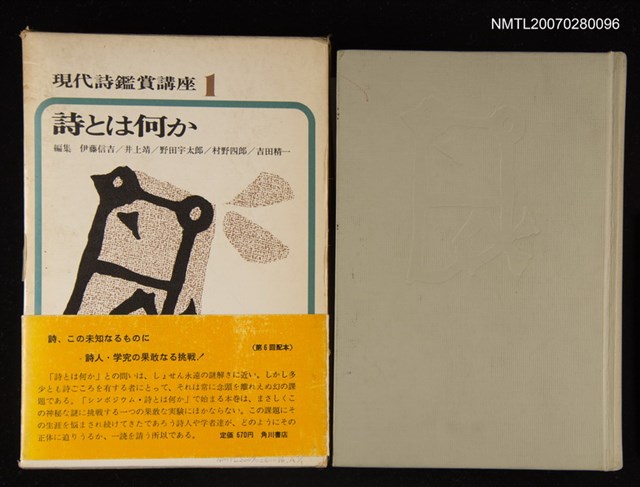 NMTL20070280096
現代詩鑑賞講座 1
詩とは何か
編集 伊藤信吉/井上靖/野田宇太郎/村野四郎/吉田精一
詩、この未知なるものに
〈第6回配本〉
・詩人・学究の果敢なる挑戦!
「詩とは何か」との問いは、しょせん永遠の謎解きに近い。しかし多
少とも詩ごころを有する者にとって、それは常に念頭を離れえぬ幻の課
題である。「シンポジウム・詩とは何か」で始まる本巻は、まさしくこ
の神秘な謎に挑戦する一つの果敢な実験にほかならない。この課題にそ
の生涯を悩まされ続けてきたであろう詩人や学者達が、どのようにその
正体に迫りうるか、一読を請う所以である。
定価 670円 角川書店